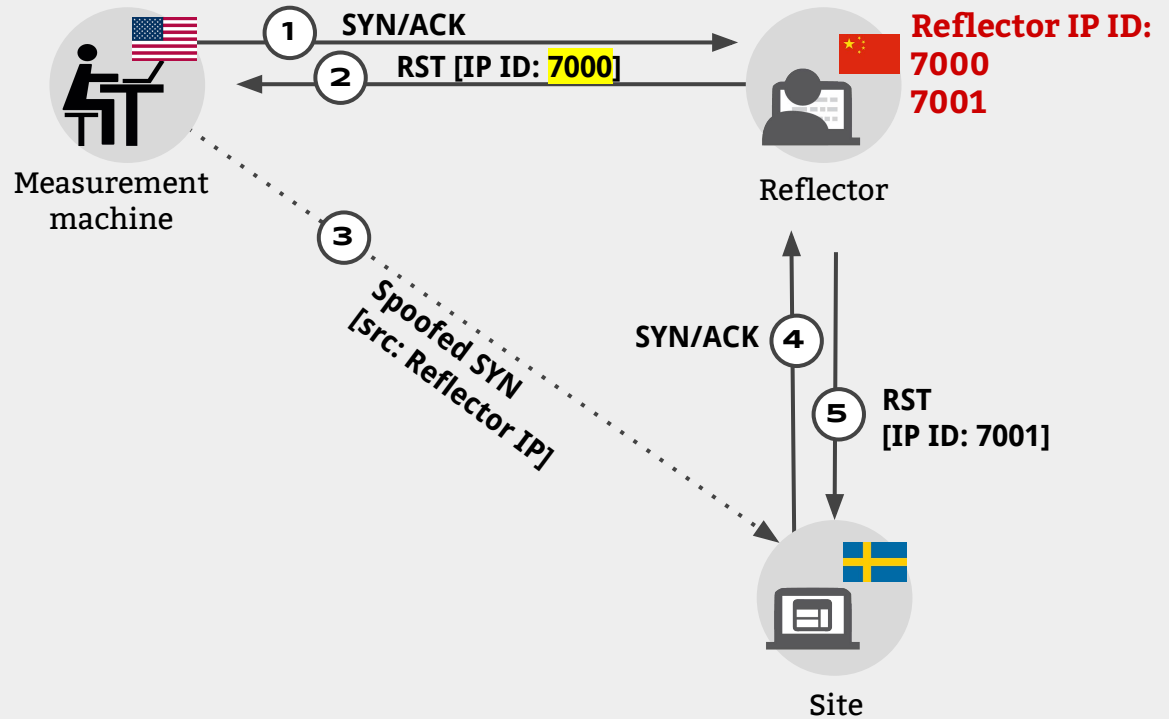 1
SYN/ACK
2
RST [IP ID: 7000]
Reflector IP ID:
7000
7001
Measurement
machine
Reflector
3
Spoofed SYN
[src: Reflector IP]
SYN/ACK
4
5
RST
[IP ID: 7001]
Site